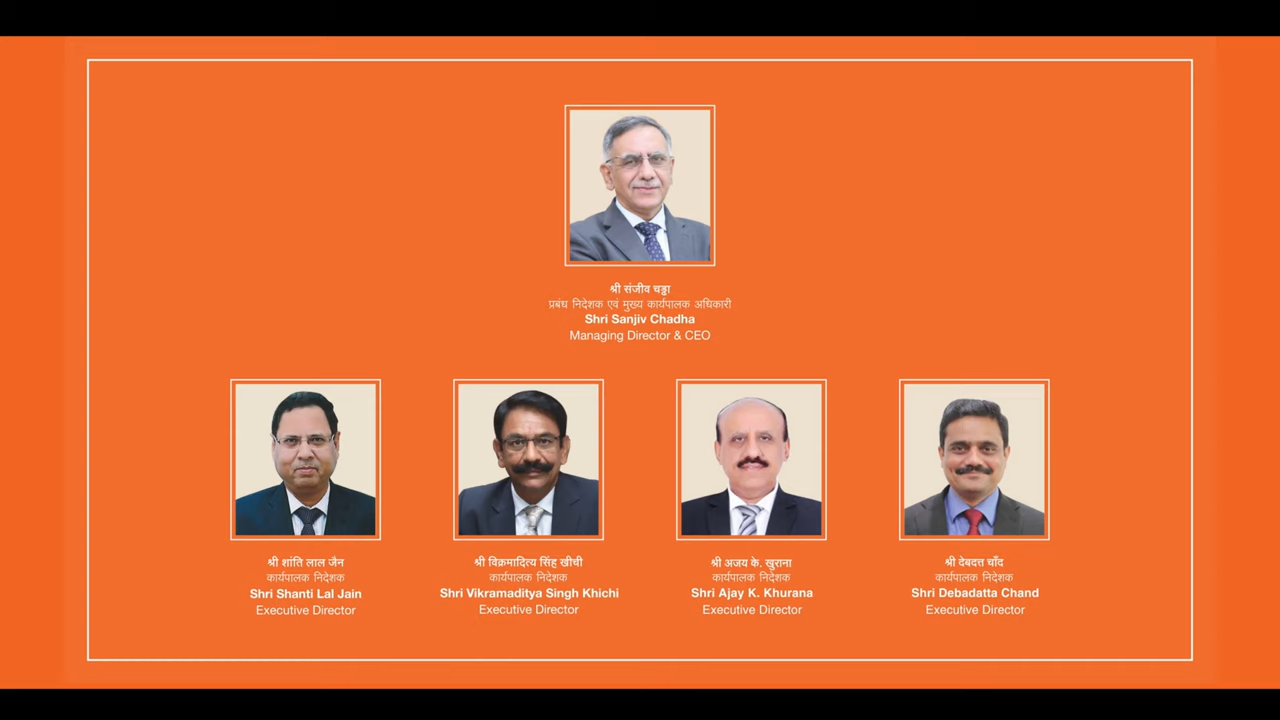 श्री संजीव चड्ढा
प्रबंध निदेशक एवं मुख्य कार्यपालक अधिकारी
Shri Sanjiv Chadha
Managing Director & CEO
श्री शांति लाल जैन
कार्यपालक निदेशक
Shri Shanti Lal Jain
Executive Director
श्री विक्रमादित्य सिंह खीची
कार्यपालक निदेशक
Shri Vikramaditya Singh Khichi
Executive Director
श्री अजय के. खुराना
कार्यपालक निदेशक
Shri Ajay K. Khurana
Executive Director
श्री देबदत्त चाँद
कार्यपालक निदेशक
Shri Debadatta Chand
Executive Director